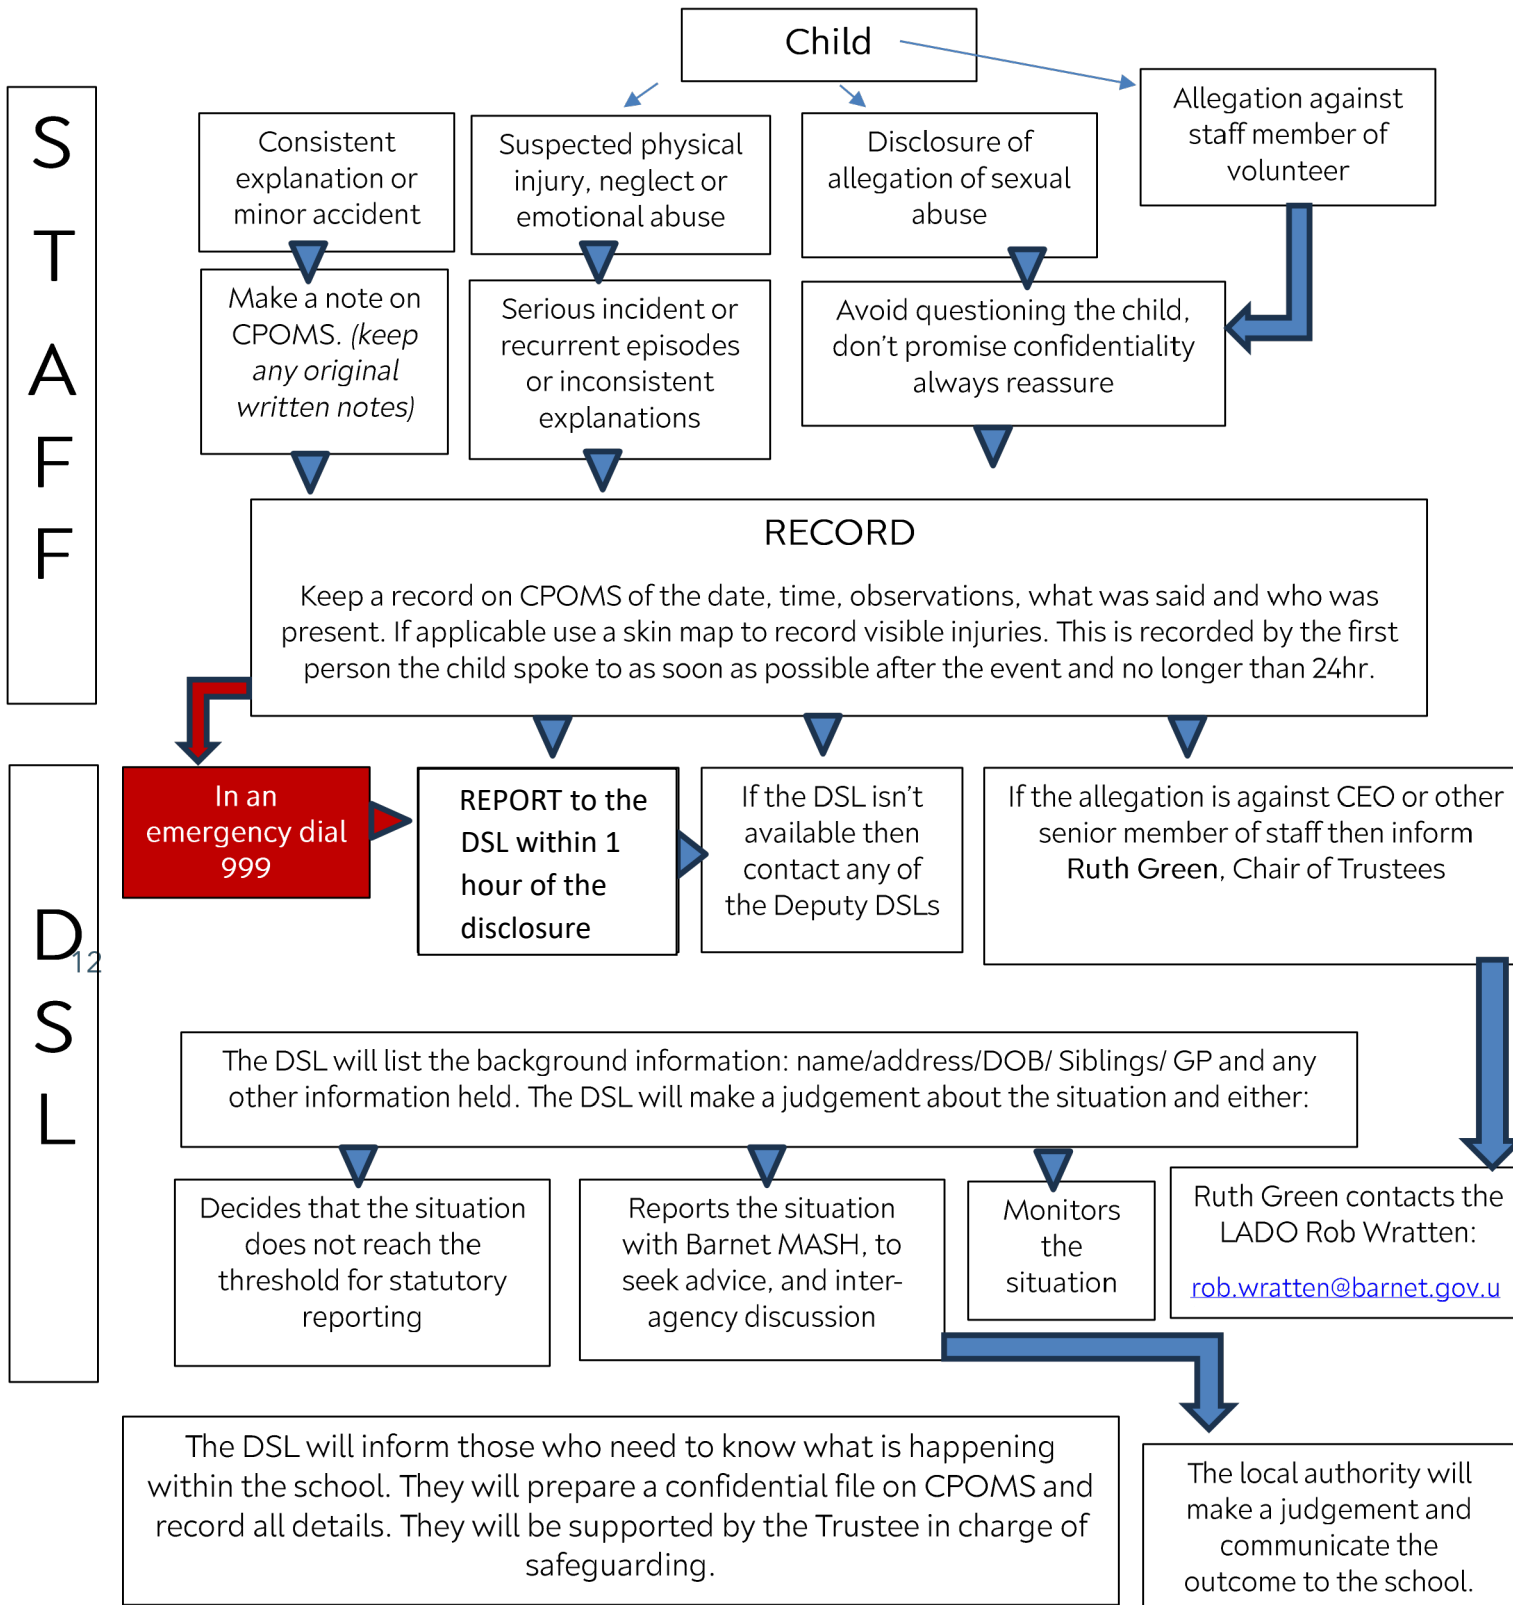 Child
Allegation against
staff member of
volunteer
S
T
A
F
F
Consistent
explanation or
minor accident
Suspected physical
injury, neglect or
emotional abuse
Disclosure of
allegation of sexual
abuse
Make a note on
CPOMS. (keep
any original
written notes)
Serious incident or
recurrent episodes
or inconsistent
explanations
Avoid questioning the child,
don't promise confidentiality
always reassure
RECORD
Keep a record on CPOMS of the date, time, observations, what was said and who was
present. If applicable use a skin map to record visible injuries. This is recorded by the first
person the child spoke to as soon as possible after the event and no longer than 24hr.
D
S
L
12
In an
emergency dial
999
REPORT to the
DSL within 1
hour of the
disclosure
If the DSL isn't
available then
contact any of
the Deputy DSLs
If the allegation is against CEO or other
senior member of staff then inform
Ruth Green, Chair of Trustees
The DSL will list the background information: name/address/DOB/ Siblings/ GP and any
other information held. The DSL will make a judgement about the situation and either:
Decides that the situation
does not reach the
threshold for statutory
reporting
Reports the situation
with Barnet MASH, to
seek advice, and inter-
agency discussion
Monitors
the
situation
Ruth Green contacts the
LADO Rob Wratten:
rob.wratten@barnet.gov.u
The DSL will inform those who need to know what is happening
within the school. They will prepare a confidential file on CPOMS and
record all details. They will be supported by the Trustee in charge of
safeguarding.
The local authority will
make a judgement and
communicate the
outcome to the school.